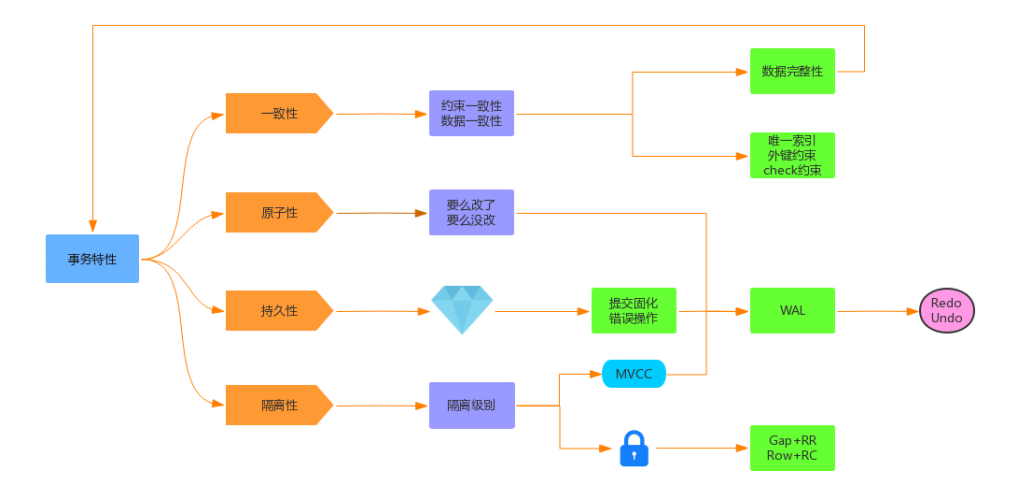 数据完整性
一致性
约束一致性
数据一致性
唯一索引
外键约束
check约束
原子性
要么改了
要么没改
事务特性
持久性
提交固化
错误操作
WAL
Redo
Undo
MVCC
隔离性
隔离级别
Gap+RR
Row+RC